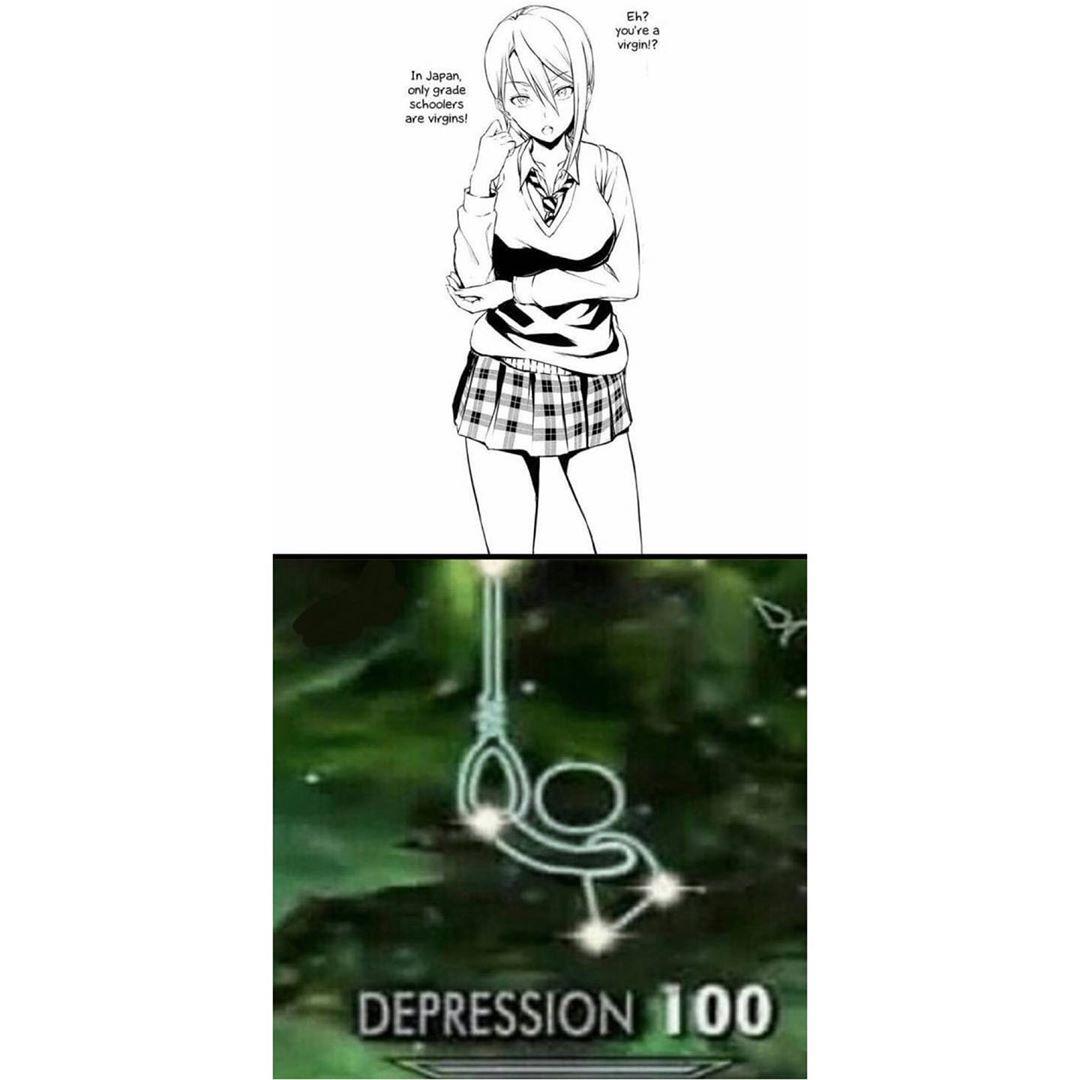 Eh?
you're a
virgin!?
In Japan,
only grade
schoolers
are virgins!
DEPRESSION 100